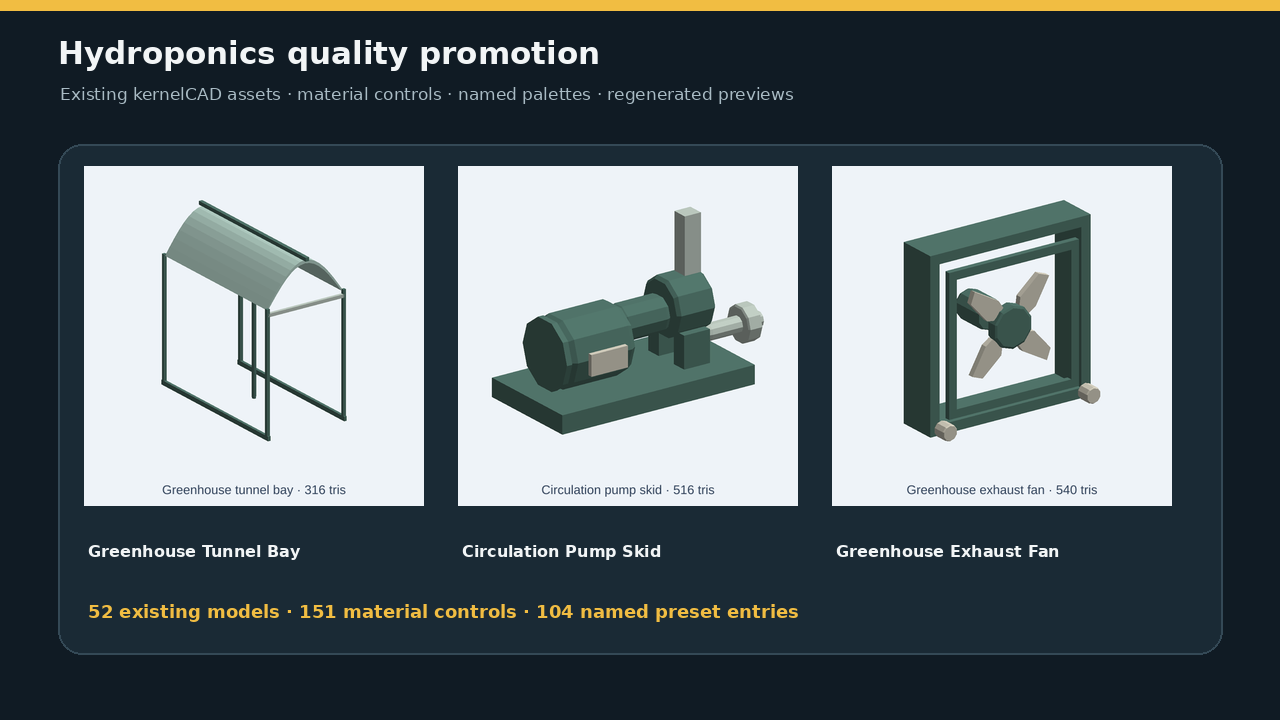 Hydroponics quality promotion
Existing kernelCAD assets · material controls · named palettes · regenerated previews
Greenhouse tunnel bay · 316 tris
Circulation pump skid · 516 tris
Greenhouse exhaust fan · 540 tris
Greenhouse Tunnel Bay
Circulation Pump Skid
Greenhouse Exhaust Fan
52 existing models · 151 material controls · 104 named preset entries